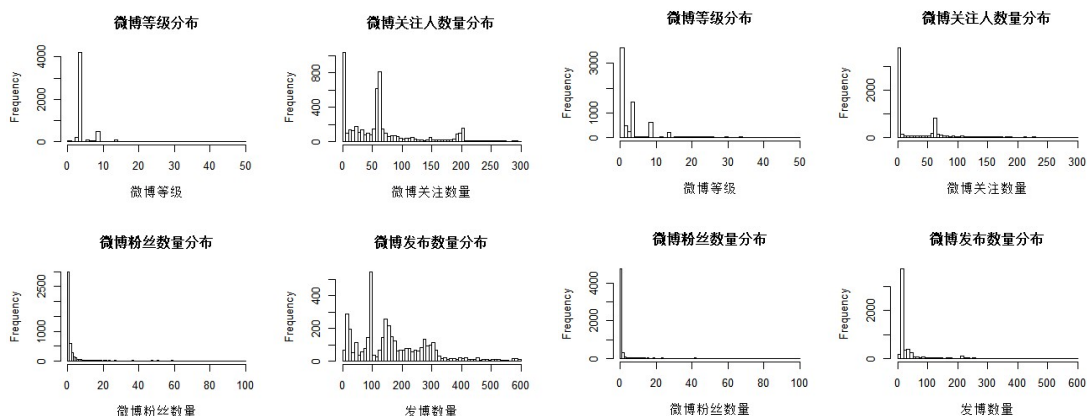 微博等级分布
Frequency
0 2000 4000
0 10 20 30 40 50
微博等级
微博关注人数量分布
Frequency
0 400 800
0 50 100 150 200 250 300
微博关注数量
微博等级分布
Frequency
0 1000 3000
0 10 20 30 40 50
微博等级
微博关注人数量分布
Frequency
0 2000
0 50 100 150 200 250 300
微博关注数量
微博粉丝数量分布
Frequency
0 1000 2500
0 20 40 60 80 100
微博粉丝数量
微博发布数量分布
Frequency
0 200 400
0 100 200 300 400 500 600
发博数量
微博粉丝数量分布
Frequency
0 2000 4000
0 20 40 60 80 100
微博粉丝数量
微博发布数量分布
Frequency
0 2000
0 100 200 300 400 500 600
发博数量